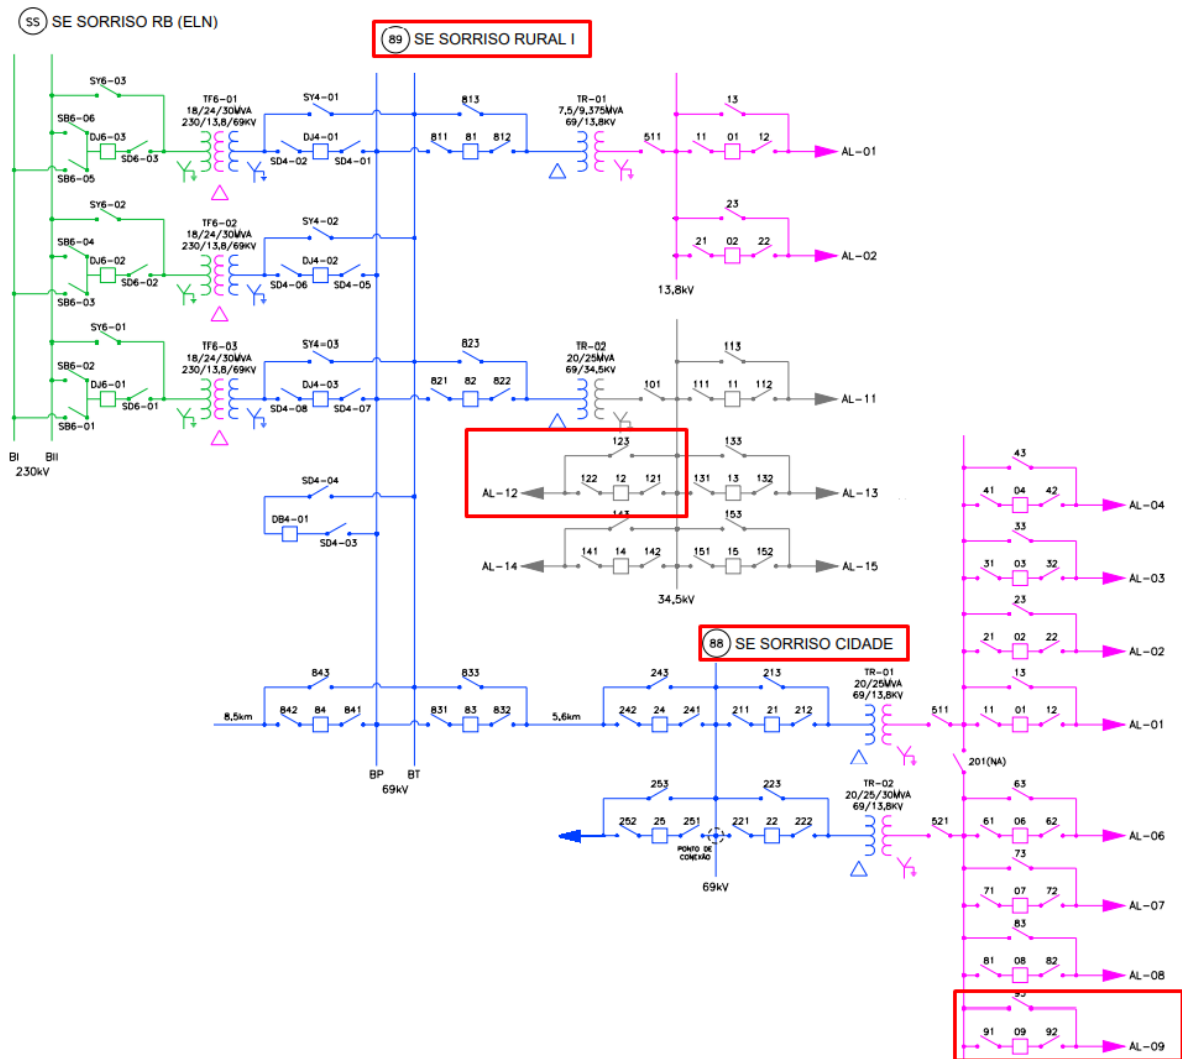 SS SE SORRISO RB (ELN)
89 SE SORRISO RURAL I
SY6-03
TF6-01
18/24/30MVA
230/13,8/69KV
SY4-01
813
TR-01
7,5/9,375MVA
69/13,8KV
13
SB6-06
DJ6-03
SD6-03
SB6-05
DJ4-01
SD4-02
SD4-01
811
81
812
511
11
01
12
AL-01
SY6-02
TF6-02
18/24/30MVA
230/13,8/69KV
SY4-02
23
SB6-04
DJ6-02
SD6-02
SB6-03
DJ4-02
SD4-06
SD4-05
21
02
22
AL-02
13,8kV
SY6-01
TF6-03
18/24/30MVA
230/13,8/69KV
SY4-03
823
TR-02
20/25MVA
69/34,5KV
113
SB6-02
DJ6-01
SD6-01
SB6-01
DJ4-03
SD4-08
SD4-07
821
82
822
101
111
11
112
AL-11
BI
BII
230kV
123
133
AL-12
122
12
121
131
13
132
AL-13
SD4-04
DB4-01
SD4-03
143
153
AL-14
141
14
142
151
15
152
AL-15
34,5kV
43
41
04
42
AL-04
33
31
03
32
AL-03
23
21
02
22
AL-02
88 SE SORRISO CIDADE
843
833
243
213
TR-01
20/25MVA
69/13,8KV
13
8,5km
842
84
841
831
83
832
5,6km
242
24
241
211
21
212
511
11
01
12
AL-01
BP
BT
69kV
201(NA)
253
223
TR-02
20/25/30MVA
69/13,8KV
63
252
25
251
PONTO DE
CONEXÃO
221
22
222
521
61
06
62
AL-06
69kV
73
71
07
72
AL-07
83
81
08
82
AL-08
93
91
09
92
AL-09